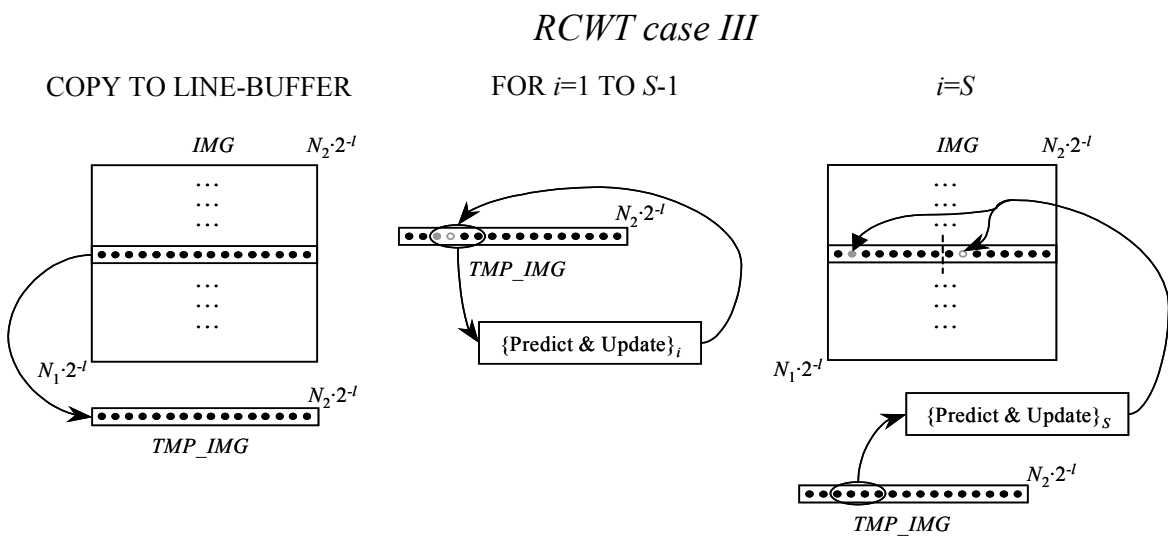 RCWT case III
COPY TO LINE-BUFFER
IMG
N₂·2⁻ˡ
...
...
...
...
...
...
N₁·2⁻ˡ
N₂·2⁻ˡ
TMP_IMG
FOR i=1 TO S-1
N₂·2⁻ˡ
TMP_IMG
{Predict & Update}ᵢ
i=S
IMG
N₂·2⁻ˡ
...
...
...
...
...
...
N₁·2⁻ˡ
{Predict & Update}S
N₂·2⁻ˡ
TMP_IMG